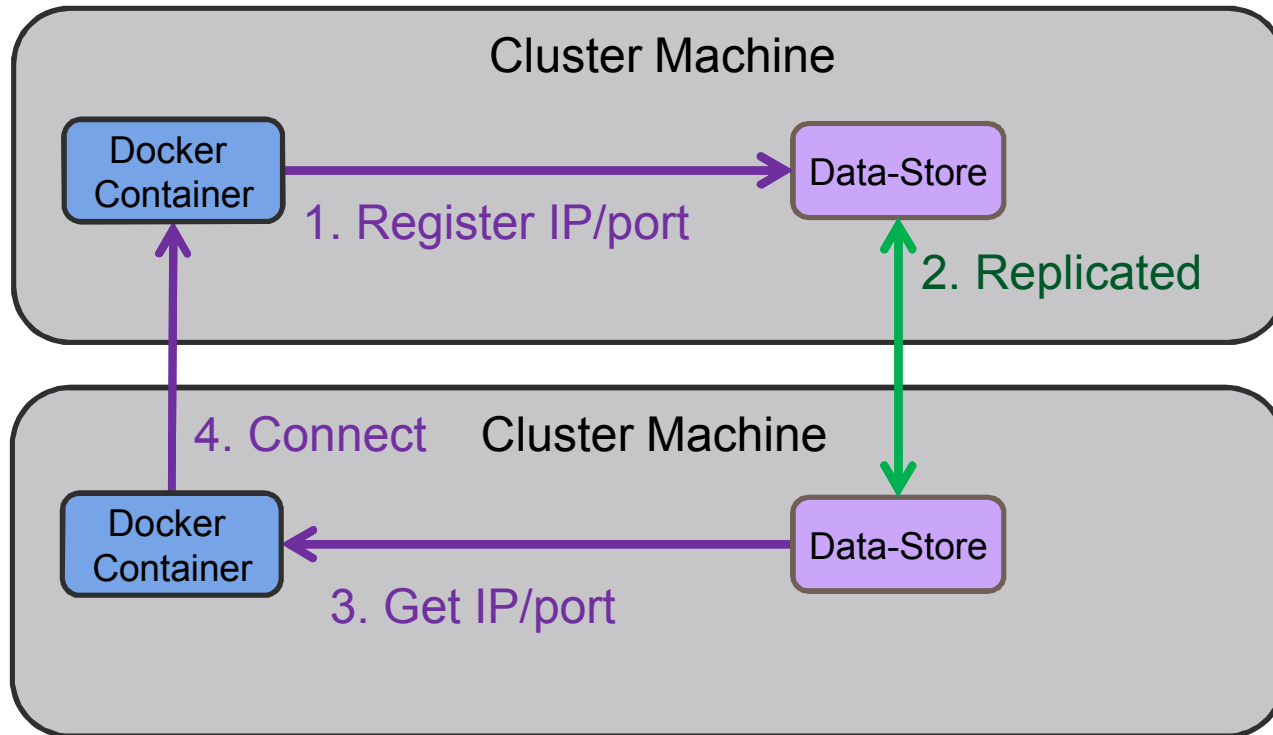 Cluster Machine
Docker
Container
Data-Store
1. Register IP/port
2. Replicated
4. Connect
Cluster Machine
Docker
Container
Data-Store
3. Get IP/port